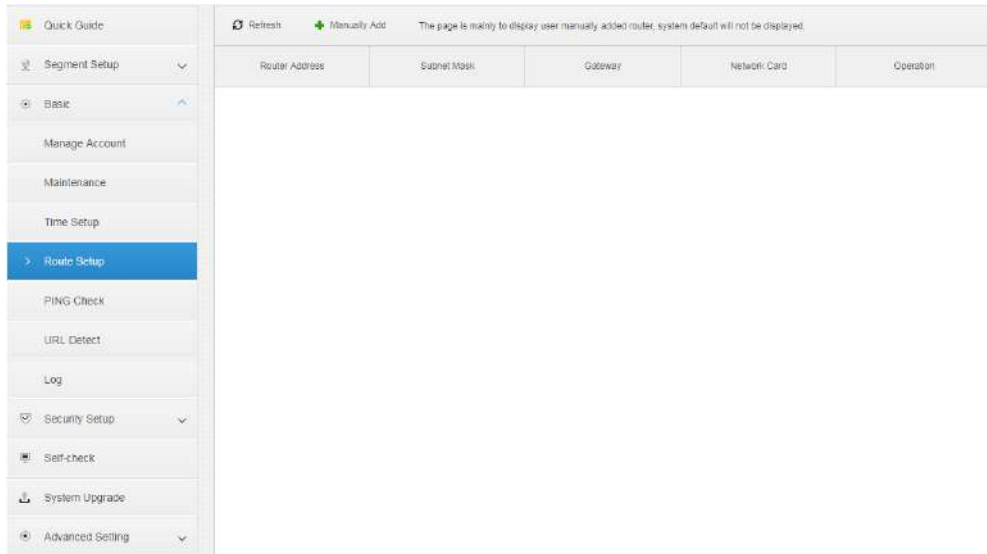 Quick Guide
Segment Setup
Basic
Manage Account
Maintenance
Time Setup
Route Setup
PING Check
URL Detect
Log
Security Setup
Self-check
System Upgrade
Advanced Setting
Refresh
Manually Add
The page is mainly to display user manually added router, system default will not be displayed.
Router Address
Subnet Mask
Gateway
Network Card
Operation